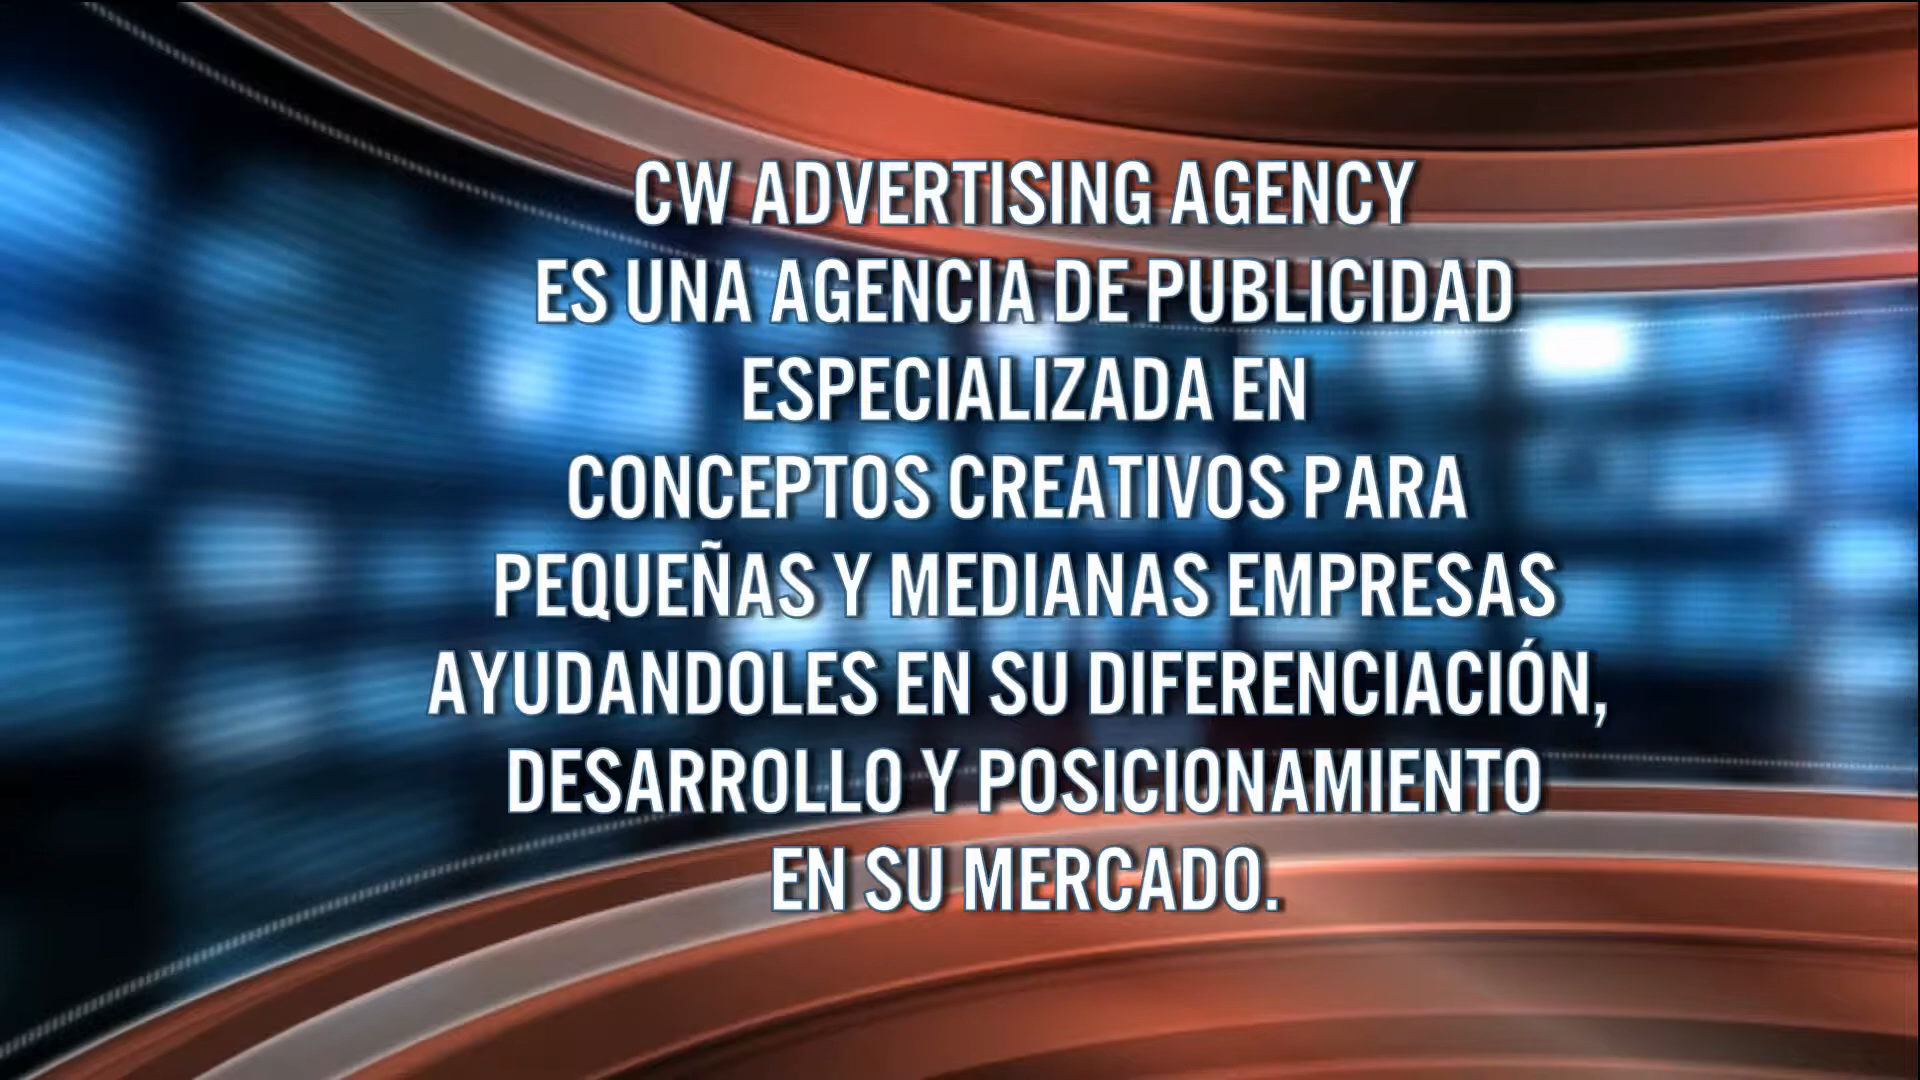 CW ADVERTISING AGENCY
ES UNA AGENCIA DE PUBLICIDAD
ESPECIALIZADA EN
CONCEPTOS CREATIVOS PARA
PEQUEÑAS Y MEDIANAS EMPRESAS
AYUDANDOLES EN SU DIFERENCIACIÓN,
DESARROLLO Y POSICIONAMIENTO
EN SU MERCADO.